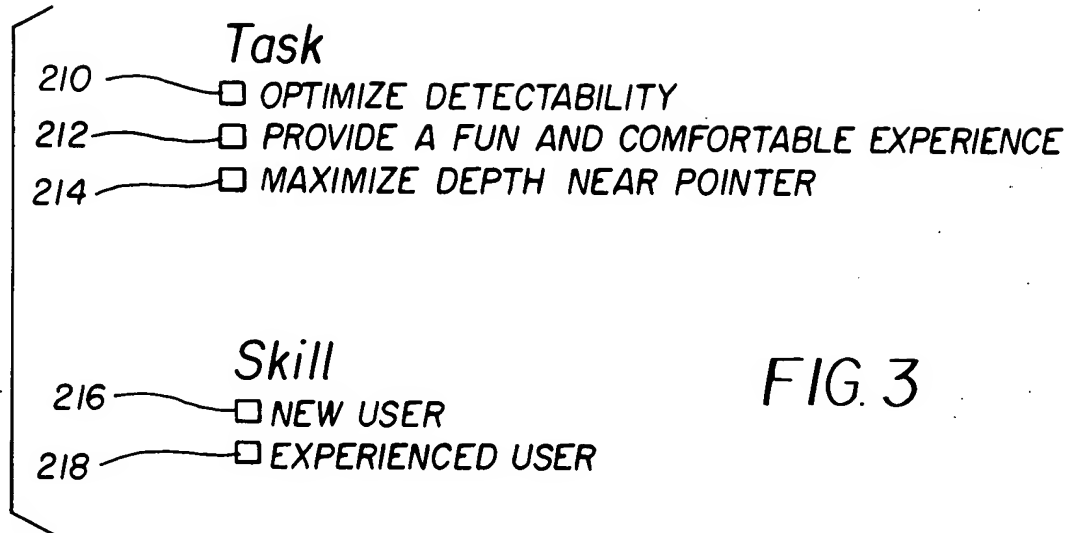 Task
210 □ OPTIMIZE DETECTABILITY
212 □ PROVIDE A FUN AND COMFORTABLE EXPERIENCE
214 □ MAXIMIZE DEPTH NEAR POINTER
Skill
216 □ NEW USER
218 □ EXPERIENCED USER
FIG. 3